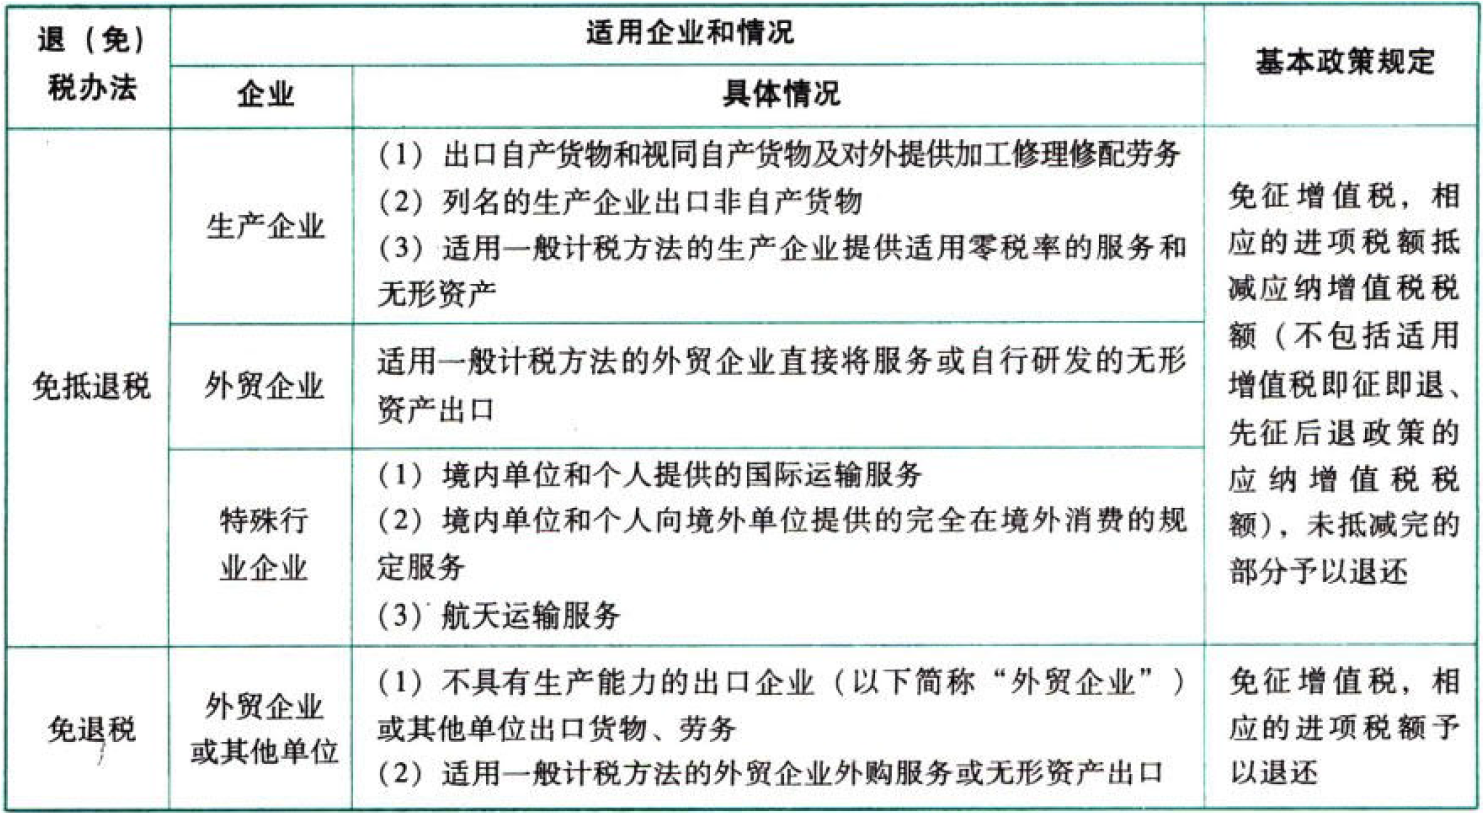 退（免）
税办法
适用企业和情况
基本政策规定
企业
具体情况
免抵退税
生产企业
（1）出口自产货物和视同自产货物及对外提供加工修理修配劳务
（2）列名的生产企业出口非自产货物
（3）适用一般计税方法的生产企业提供适用零税率的服务和
无形资产
外贸企业
适用一般计税方法的外贸企业直接将服务或自行研发的无形
资产出口
特殊行
业企业
（1）境内单位和个人提供的国际运输服务
（2）境内单位和个人向境外单位提供的完全在境外消费的规
定服务
（3）航天运输服务
免征增值税，相
应的进项税额抵
减应纳增值税税
额（不包括适用
增值税即征即退、
先征后退政策的
应纳增值税税
额），未抵减完的
部分予以退还
免退税
外贸企业
或其他单位
（1）不具有生产能力的出口企业（以下简称“外贸企业”）
或其他单位出口货物、劳务
（2）适用一般计税方法的外贸企业外购服务或无形资产出口
免征增值税，相
应的进项税额予
以退还